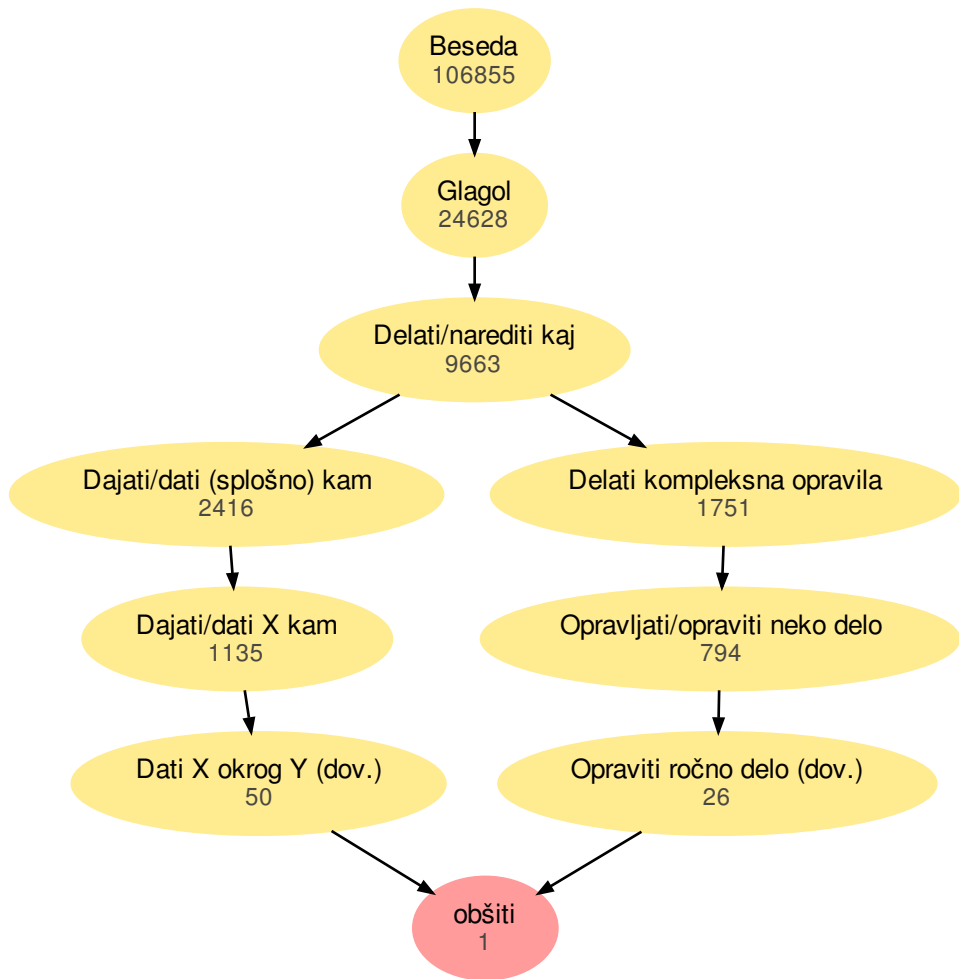 Beseda
106855
Glagol
24628
Delati/narediti kaj
9663
Dajati/dati (splošno) kam
2416
Delati kompleksna opravila
1751
Dajati/dati X kam
1135
Opravljati/opraviti neko delo
794
Dati X okrog Y (dov.)
50
Opraviti ročno delo (dov.)
26
obšiti
1